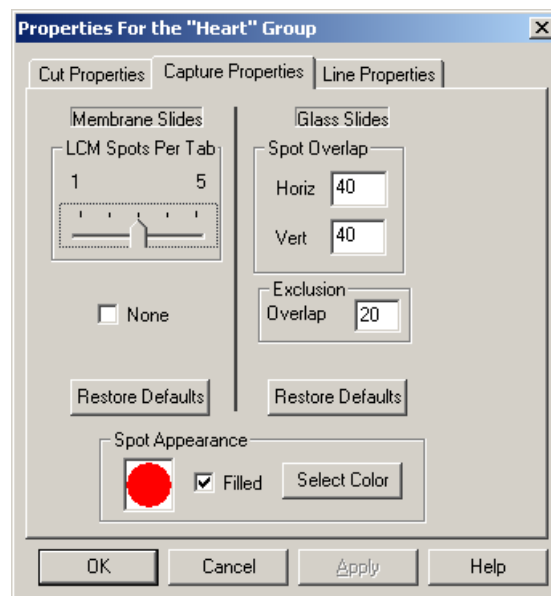 Properties For the "Heart" Group
Cut Properties Capture Properties Line Properties
Membrane Slides
LCM Spots Per Tab
1 5
None
Restore Defaults
Glass Slides
Spot Overlap
Horiz 40
Vert 40
Exclusion
Overlap 20
Restore Defaults
Spot Appearance
Filled Select Color
OK Cancel Apply Help